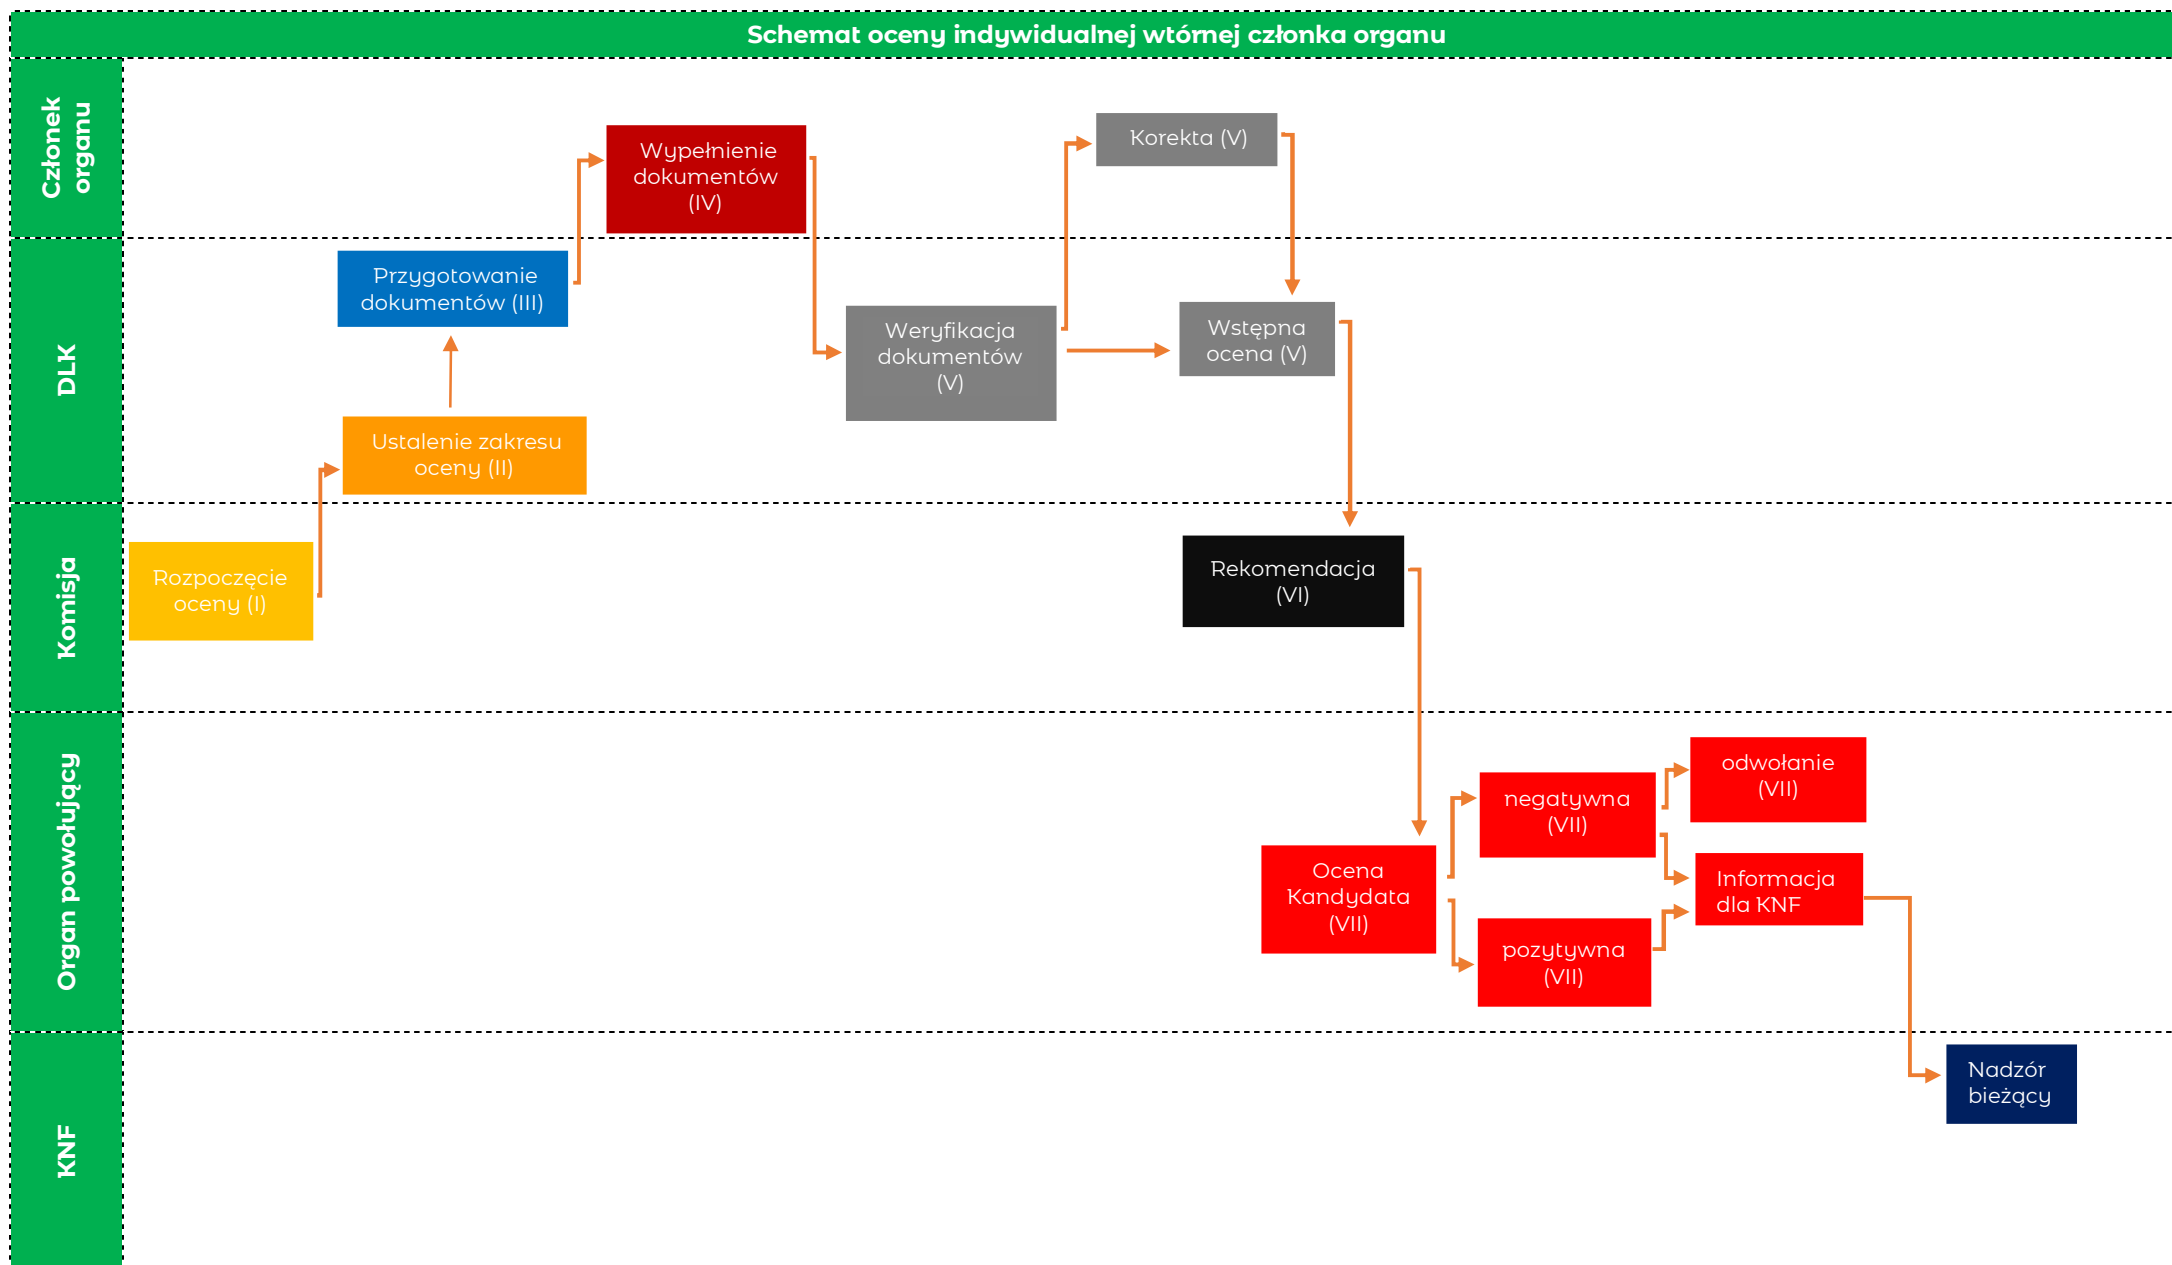 Schemat oceny indywidualnej wtórnej członka organu
Członek
organu
Wypełnienie
dokumentów
(IV)
Korekta (V)
DLK
Przygotowanie
dokumentów (III)
Ustalenie zakresu
oceny (II)
Weryfikacja
dokumentów
(V)
Wstępna
ocena (V)
Komisja
Rozpoczęcie
oceny (I)
Rekomendacja
(VI)
Organ powołujący
Ocena
Kandydata
(VII)
negatywna
(VII)
pozytywna
(VII)
odwołanie
(VII)
Informacja
dla KNF
KNF
Nadzór
bieżący